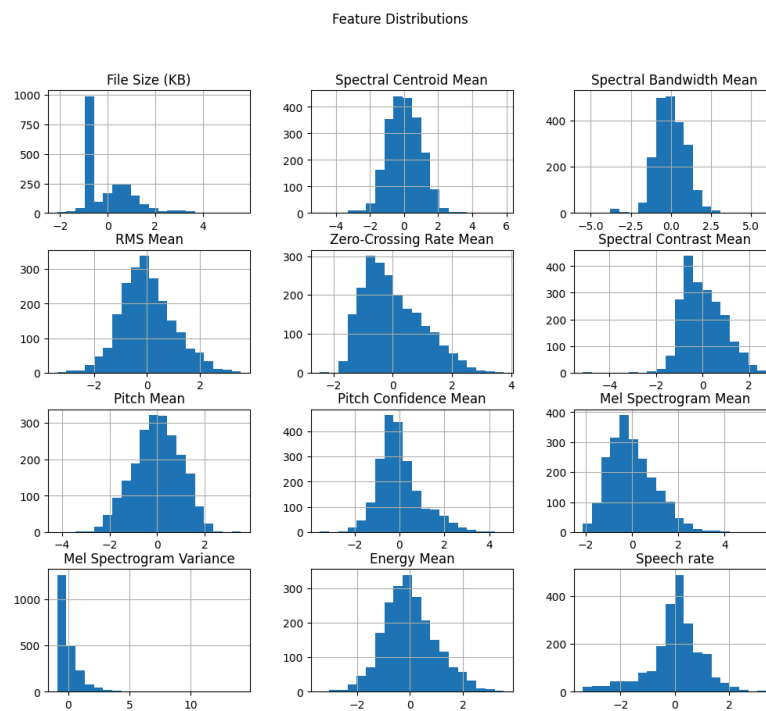 Feature Distributions
File Size (KB) Spectral Centroid Mean Spectral Bandwidth Mean
1000
750
500
250
0
−2 0 2 4
400
300
200
100
0
−4 −2 0 2 4 6
400
200
0
−5.0 −2.5 0.0 2.5 5.0
RMS Mean Zero-Crossing Rate Mean Spectral Contrast Mean
300
200
100
0
−2 0 2
300
200
100
0
−2 0 2 4
400
300
200
100
0
−4 −2 0 2
Pitch Mean Pitch Confidence Mean Mel Spectrogram Mean
300
200
100
0
−4 −2 0 2
400
300
200
100
0
−2 0 2 4
400
300
200
100
0
−2 0 2 4
Mel Spectrogram Variance Energy Mean Speech rate
1000
500
0
0 5 10
300
200
100
0
−2 0 2
400
200
0
−2 0 2